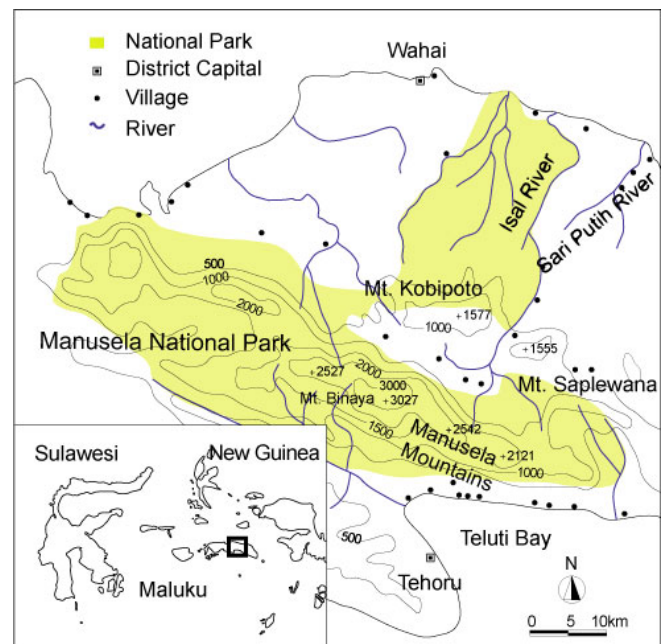 National Park
District Capital
Village
River
Wahai
Isal River
Sari Putih River
500
1000
2000
Mt. Kobipoto
+1577
1000
+1555
Manusela National Park
2000
+2527
3000
Mt. Binaya
+3027
Mt. Saplewana
1500
+2542
Manusela
Mountains
+2121
1000
Sulawesi
New Guinea
Maluku
500
Teluti Bay
Tehoru
N
0 5 10km